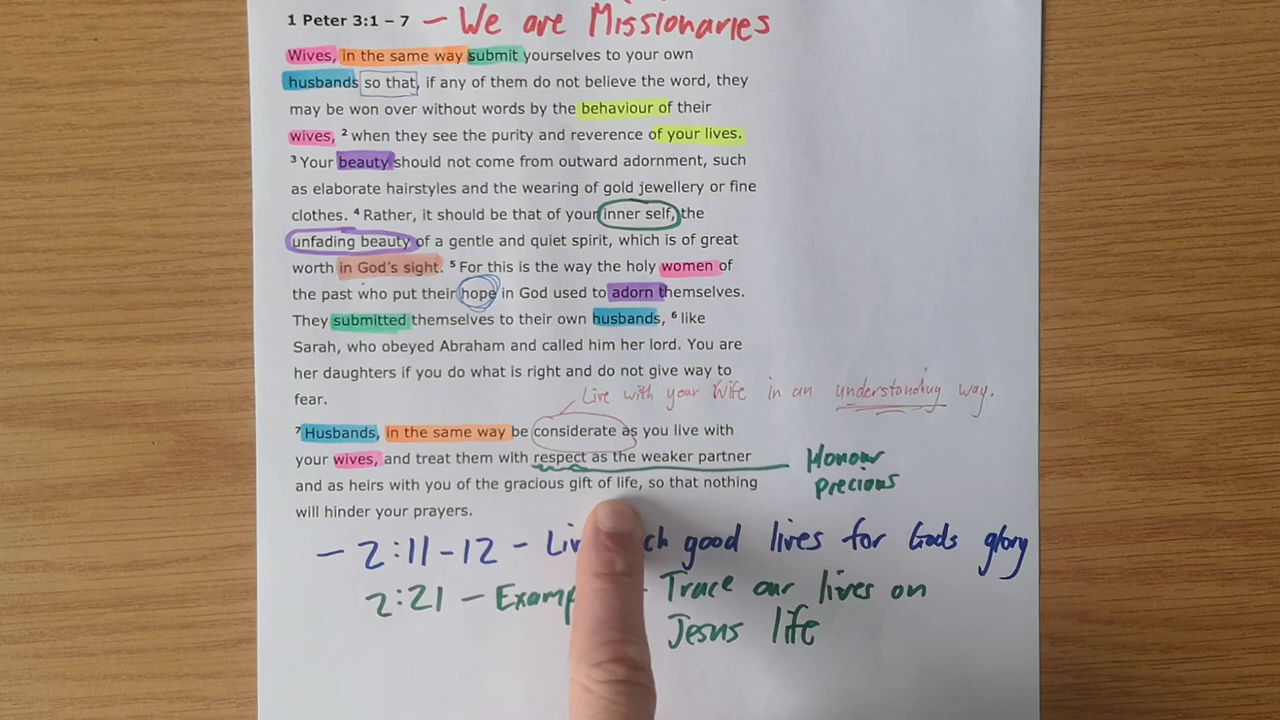 1 Peter 3:1 – 7 – We are Missionaries
Wives, in the same way submit yourselves to your own
husbands so that, if any of them do not believe the word, they
may be won over without words by the behaviour of their
wives, ² when they see the purity and reverence of your lives.
³ Your beauty should not come from outward adornment, such
as elaborate hairstyles and the wearing of gold jewellery or fine
clothes. ⁴ Rather, it should be that of your inner self, the
unfading beauty of a gentle and quiet spirit, which is of great
worth in God's sight. ⁵ For this is the way the holy women of
the past who put their hope in God used to adorn themselves.
They submitted themselves to their own husbands, ⁶ like
Sarah, who obeyed Abraham and called him her lord. You are
her daughters if you do what is right and do not give way to
fear.
Live with your wife in an understanding way.
⁷ Husbands, in the same way be considerate as you live with
your wives, and treat them with respect as the weaker partner
and as heirs with you of the gracious gift of life, so that nothing
will hinder your prayers.
Honour
Precious
– 2:11-12 – good lives for Gods glory
2:21 – Trace our lives on
Jesus life